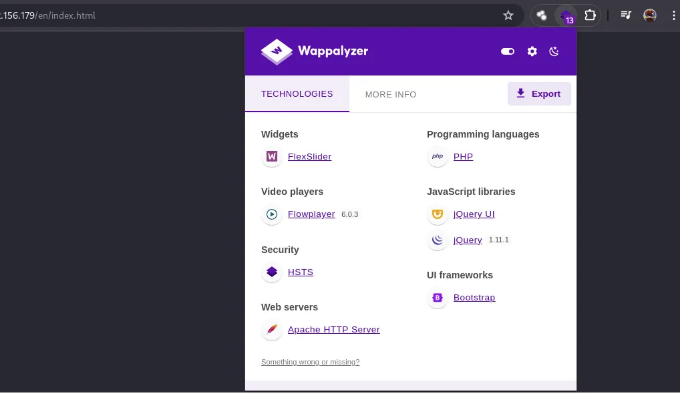 .156.179/en/index.html
13
Wappalyzer
TECHNOLOGIES
MORE INFO
Export
Widgets
FlexSlider
Video players
Flowplayer 6.0.3
Security
HSTS
Web servers
Apache HTTP Server
Something wrong or missing?
Programming languages
php PHP
JavaScript libraries
jQuery UI
jQuery 1.11.1
UI frameworks
B Bootstrap